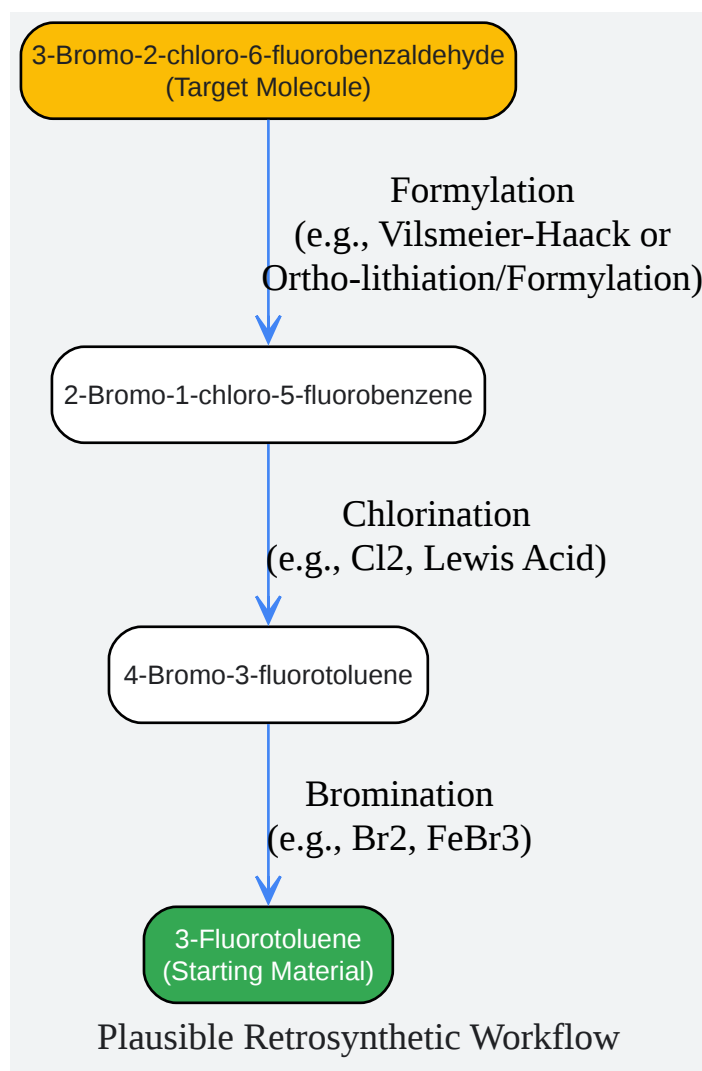 3-Bromo-2-chloro-6-fluorobenzaldehyde
(Target Molecule)
Formylation
(e.g., Vilsmeier-Haack or
Ortho-lithiation/Formylation)
2-Bromo-1-chloro-5-fluorobenzene
Chlorination
(e.g., Cl2, Lewis Acid)
4-Bromo-3-fluorotoluene
Bromination
(e.g., Br2, FeBr3)
3-Fluorotoluene
(Starting Material)
Plausible Retrosynthetic Workflow